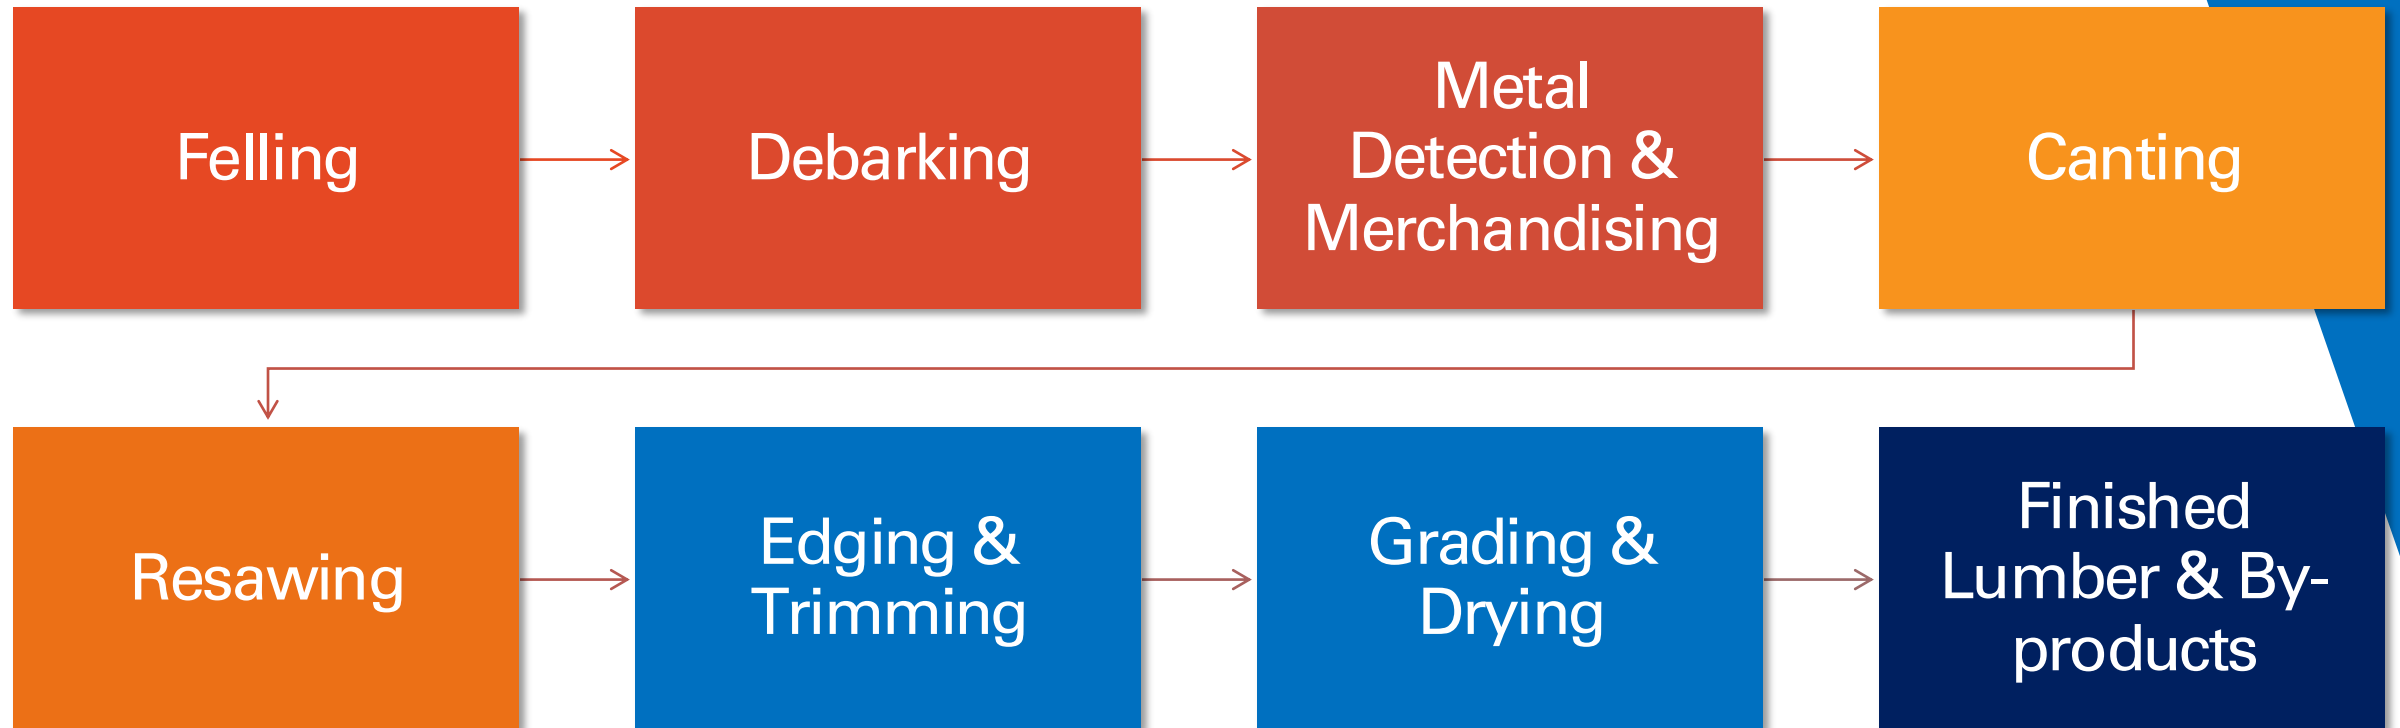 Felling
Debarking
Metal
Detection &
Merchandising
Canting
Resawing
Edging &
Trimming
Grading &
Drying
Finished
Lumber & By-
products